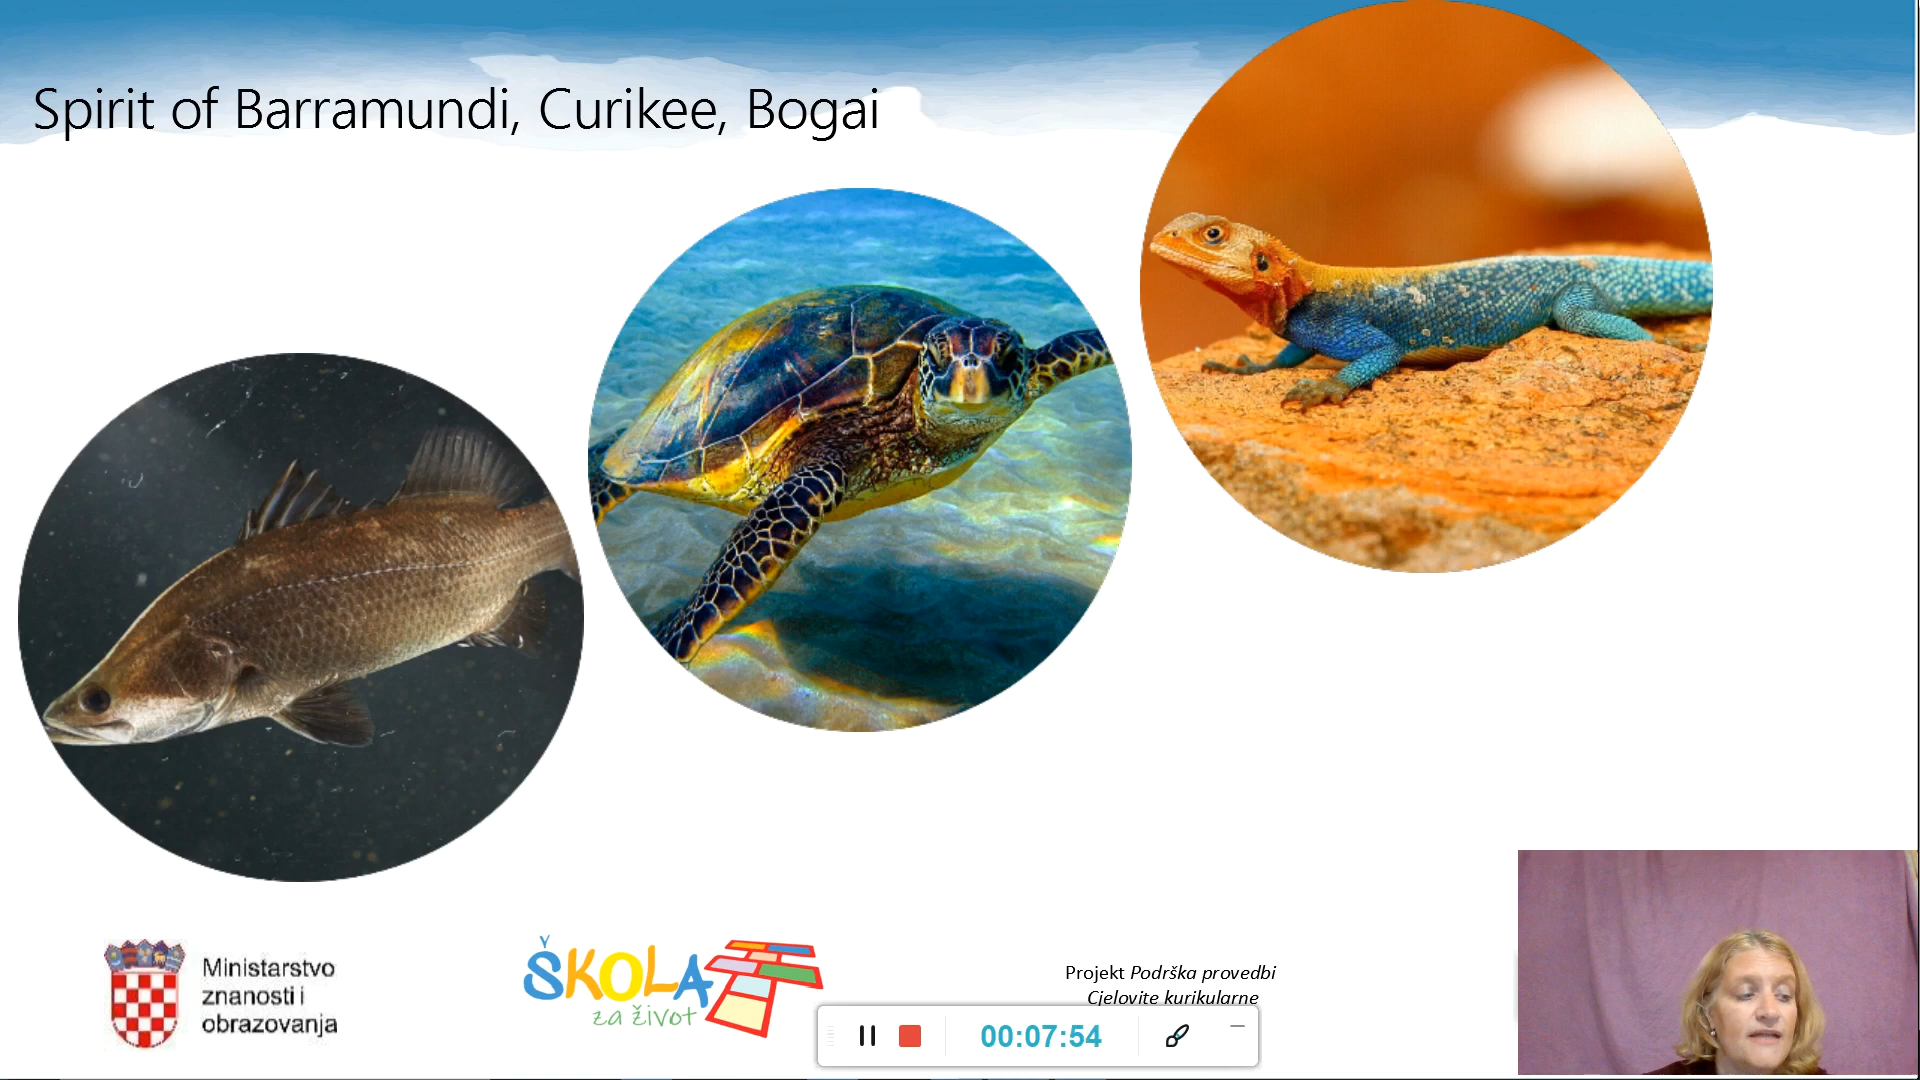 Spirit of Barramundi, Curikee, Bogai
Ministarstvo
znanosti i
obrazovanja
ŠKOLA
za život
Projekt Podrška provedbi
Cjelovite kurikularne
00:07:54